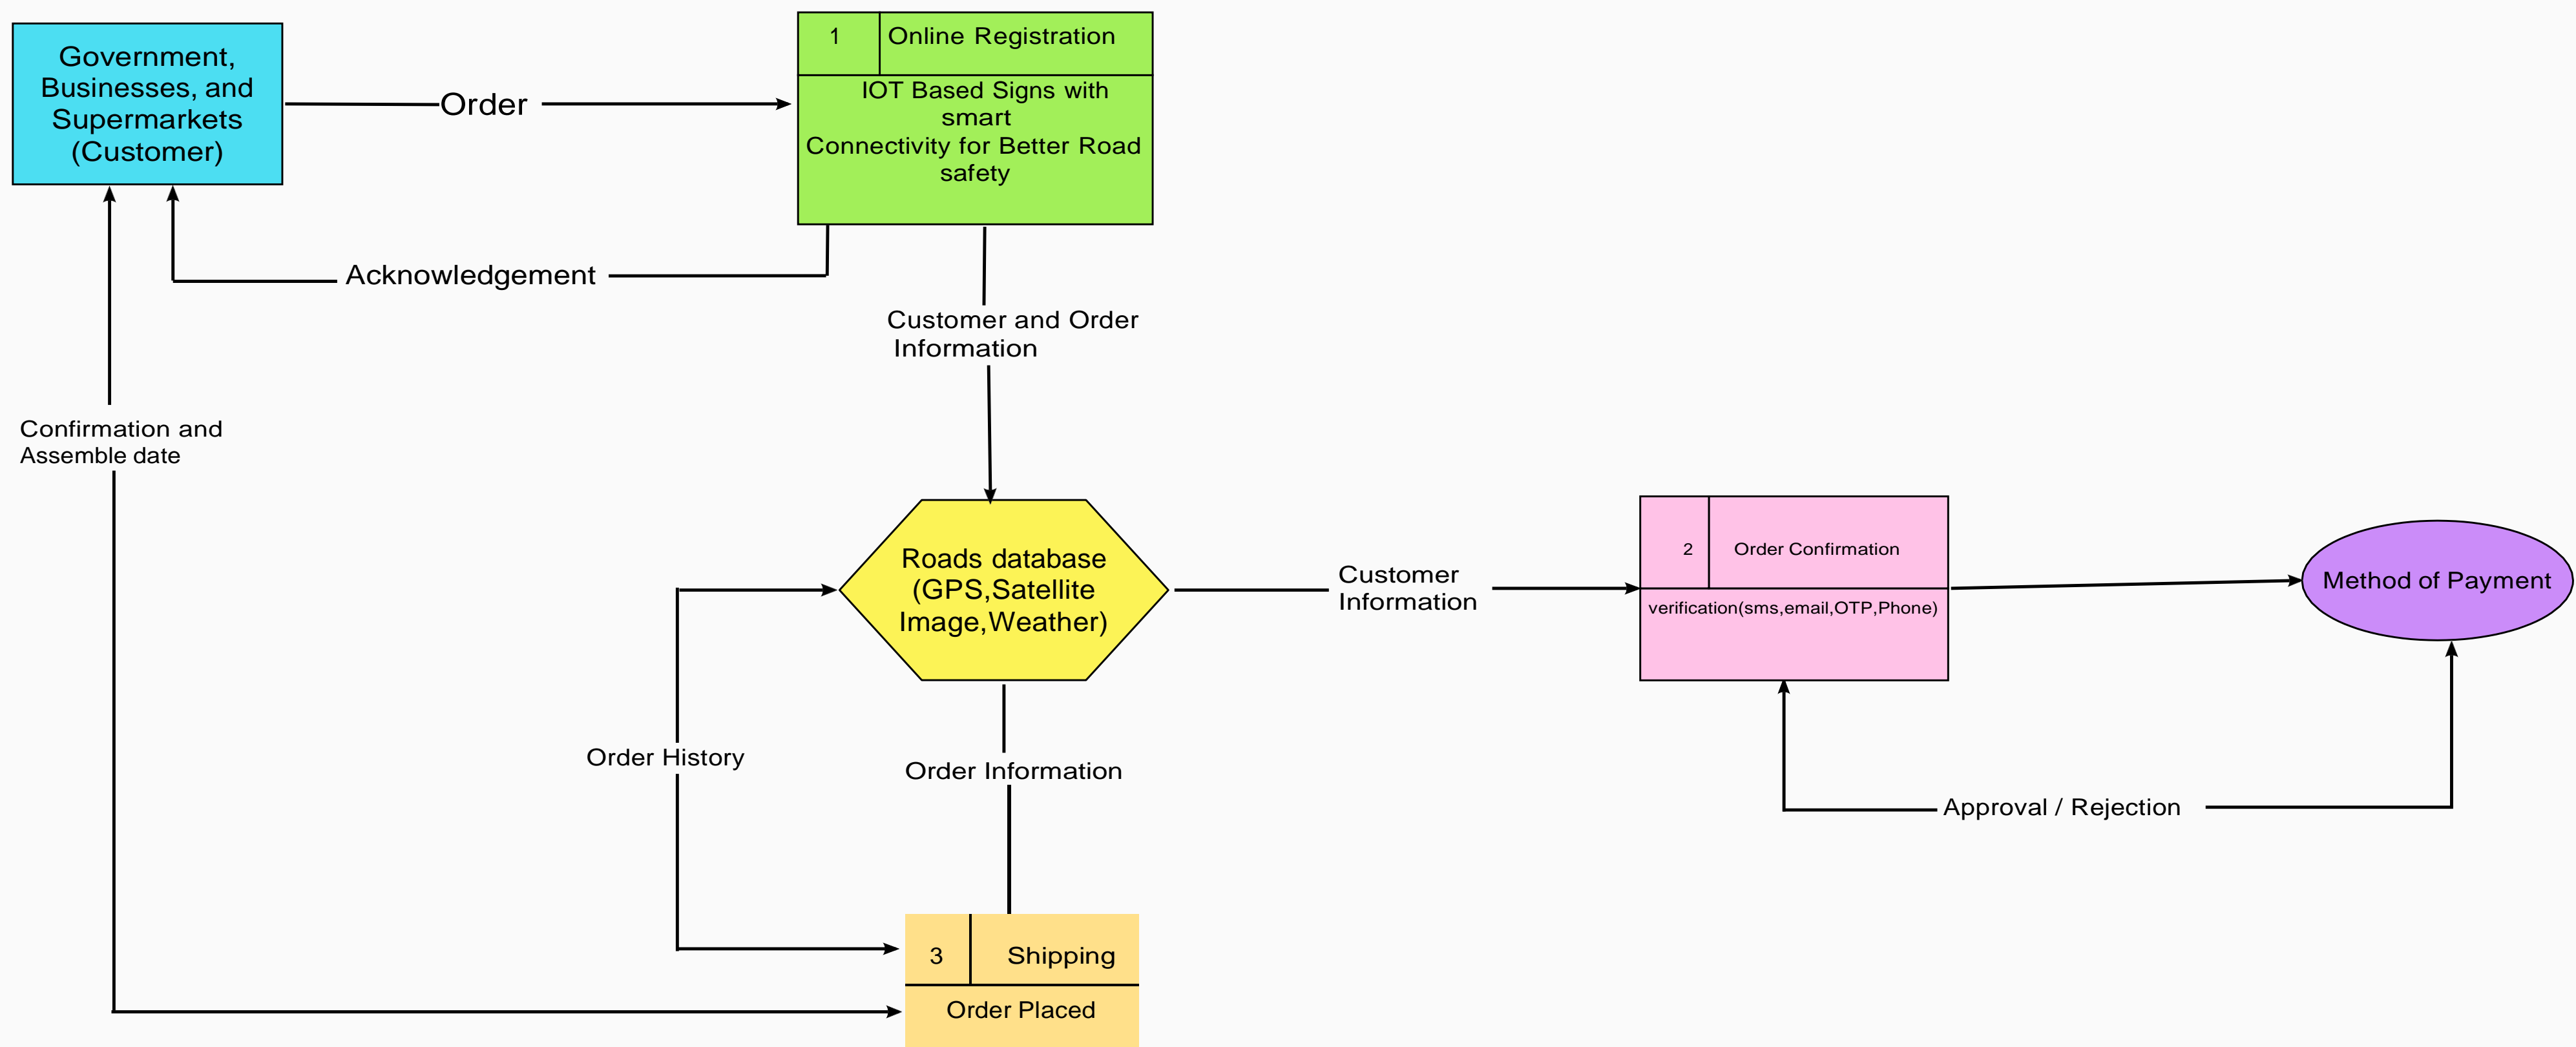 Government,
Businesses, and
Supermarkets
(Customer)
Order
1
Online Registration
IOT Based Signs with
smart
Connectivity for Better Road
safety
Acknowledgement
Customer and Order
Information
Confirmation and
Assemble date
Roads database
(GPS,Satellite
Image,Weather)
Customer
Information
2
Order Confirmation
verification(sms,email,OTP,Phone)
Method of Payment
Order History
Order Information
Approval / Rejection
3
Shipping
Order Placed